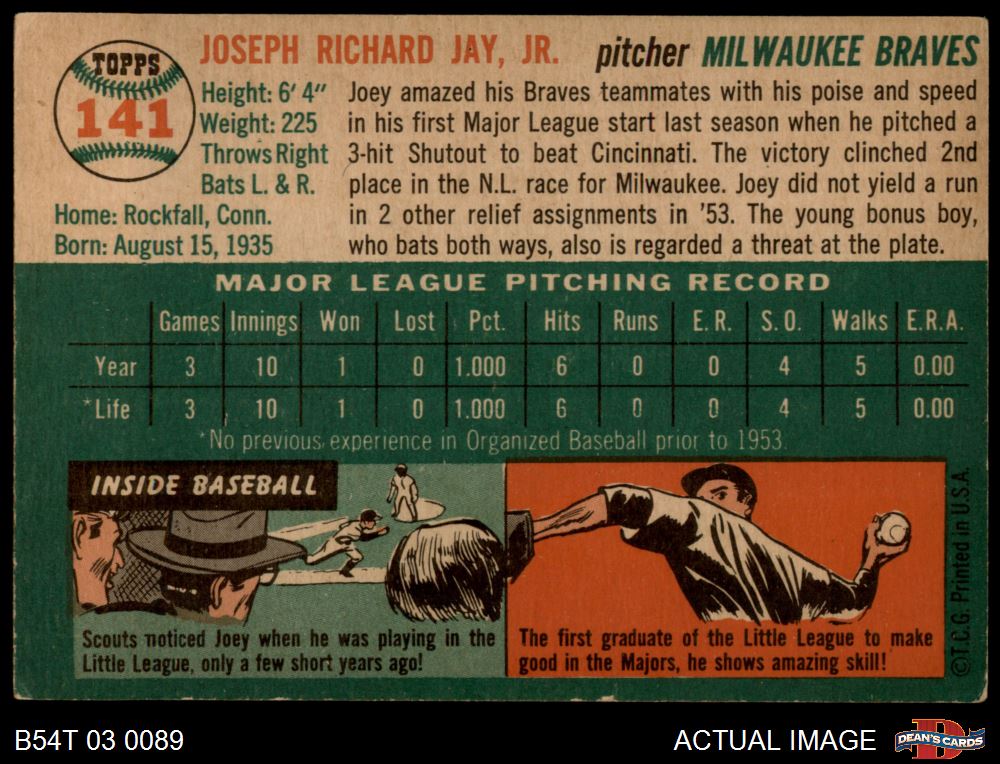 TOPPS
141
JOSEPH RICHARD JAY, JR. pitcher MILWAUKEE BRAVES
Height: 6' 4"
Weight: 225
Throws Right
Bats L. & R.
Home: Rockfall, Conn.
Born: August 15, 1935
Joey amazed his Braves teammates with his poise and speed
in his first Major League start last season when he pitched a
3-hit Shutout to beat Cincinnati. The victory clinched 2nd
place in the N.L. race for Milwaukee. Joey did not yield a run
in 2 other relief assignments in '53. The young bonus boy,
who bats both ways, also is regarded a threat at the plate.
MAJOR LEAGUE PITCHING RECORD
Games Innings Won Lost Pct. Hits Runs E. R. S. O. Walks E.R.A.
Year 3 10 1 0 1.000 6 0 0 4 5 0.00
*Life 3 10 1 0 1.000 6 0 0 4 5 0.00
*No previous experience in Organized Baseball prior to 1953.
INSIDE BASEBALL
Scouts noticed Joey when he was playing in the
Little League, only a few short years ago!
The first graduate of the Little League to make
good in the Majors, he shows amazing skill!
©T.C.G. Printed in U.S.A.
B54T 03 0089
ACTUAL IMAGE
DEAN'S CARDS